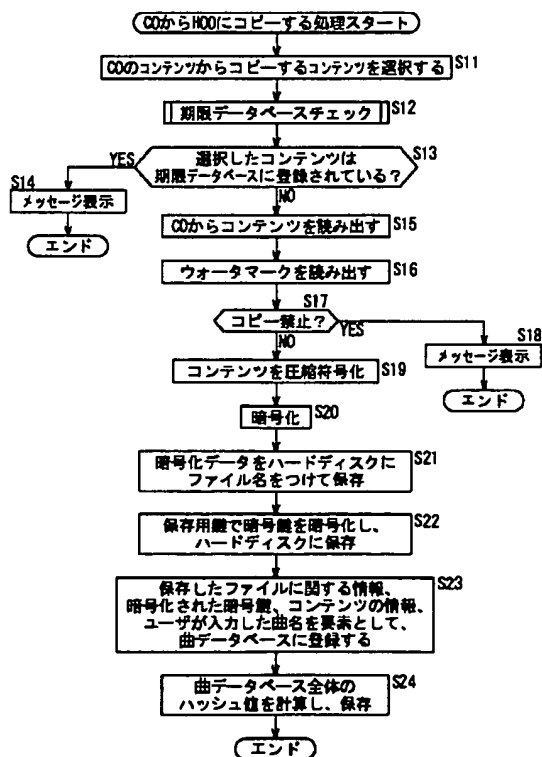 CDからHDDにコピーする処理スタート
CDのコンテンツからコピーするコンテンツを選択する
S11
期限データベースチェック
S12
選択したコンテンツは
期限データベースに登録されている?
S13
YES
S14
メッセージ表示
エンド
NO
CDからコンテンツを読み出す
S15
ウォータマークを読み出す
S16
S17
コピー禁止?
YES
S18
メッセージ表示
エンド
NO
コンテンツを圧縮符号化
S19
暗号化
S20
暗号化データをハードディスクに
ファイル名をつけて保存
S21
保存用鍵で暗号鍵を暗号化し、
ハードディスクに保存
S22
保存したファイルに関する情報、
暗号化された暗号鍵、コンテンツの情報、
ユーザが入力した曲名を要素として、
曲データベースに登録する
S23
曲データベース全体の
ハッシュ値を計算し、保存
S24
エンド